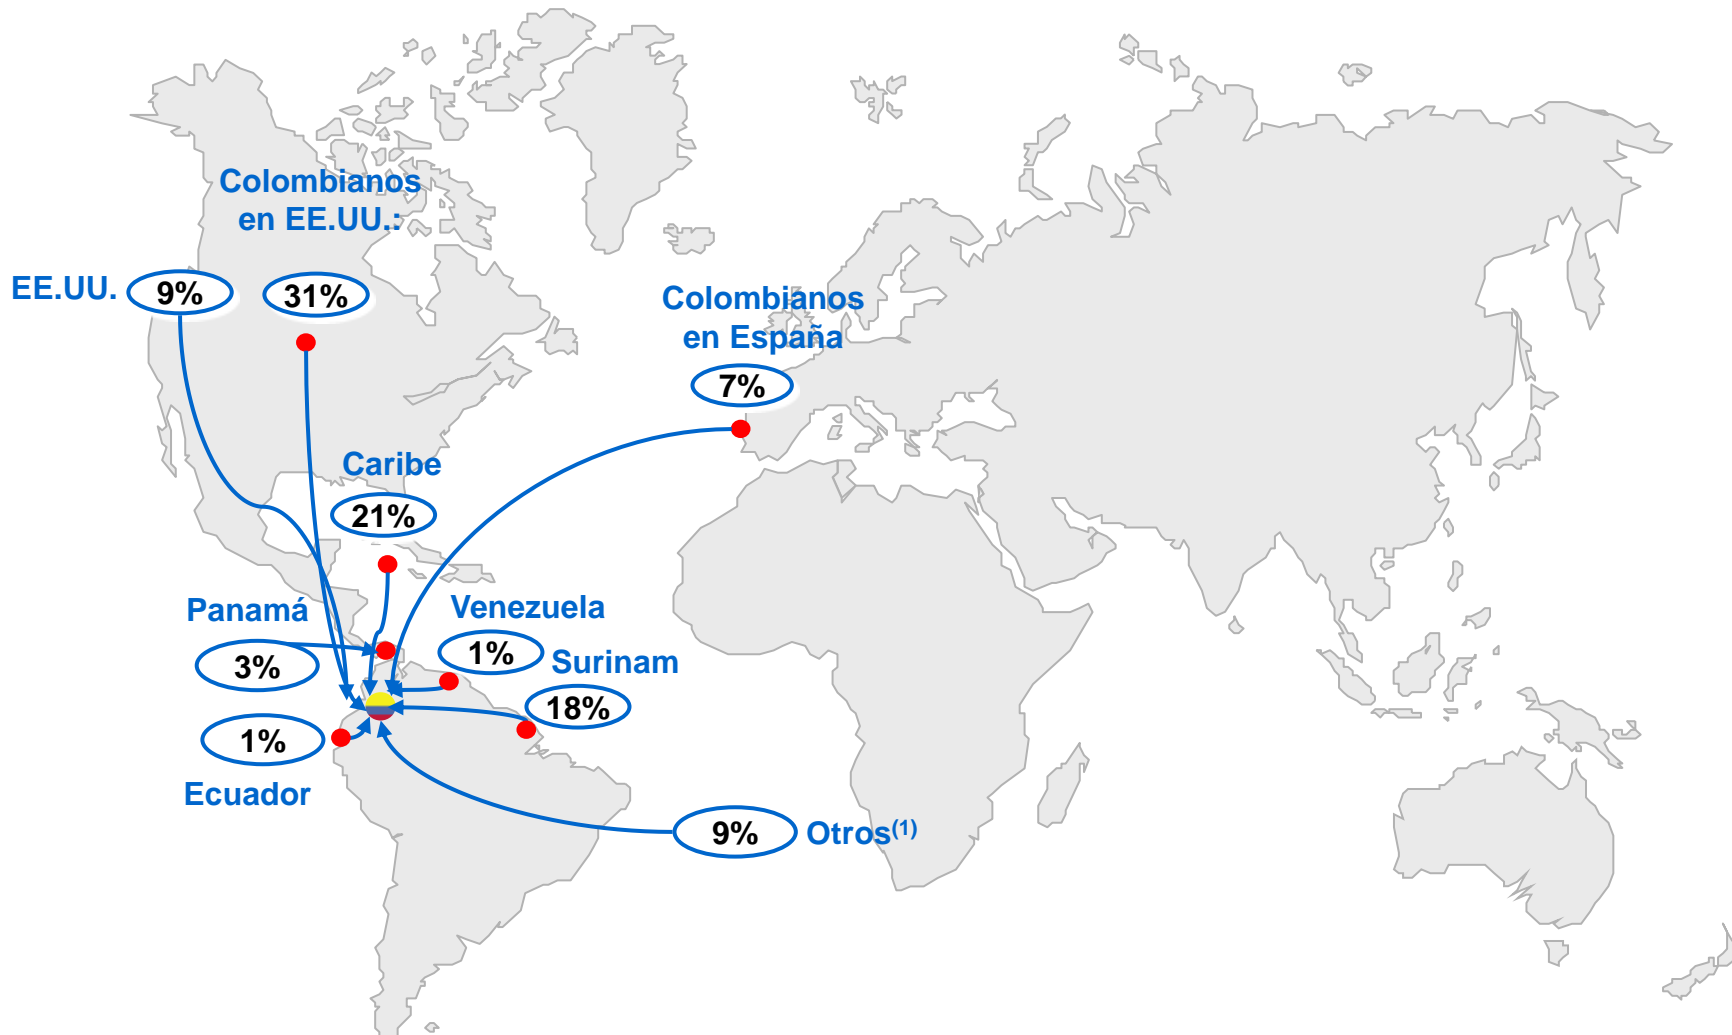 Colombianos
en EE.UU.:
EE.UU.
9%
31%
Colombianos
en España
7%
Caribe
21%
Panamá
3%
Venezuela
1%
Surinam
18%
1%
Ecuador
9%
Otros(1)